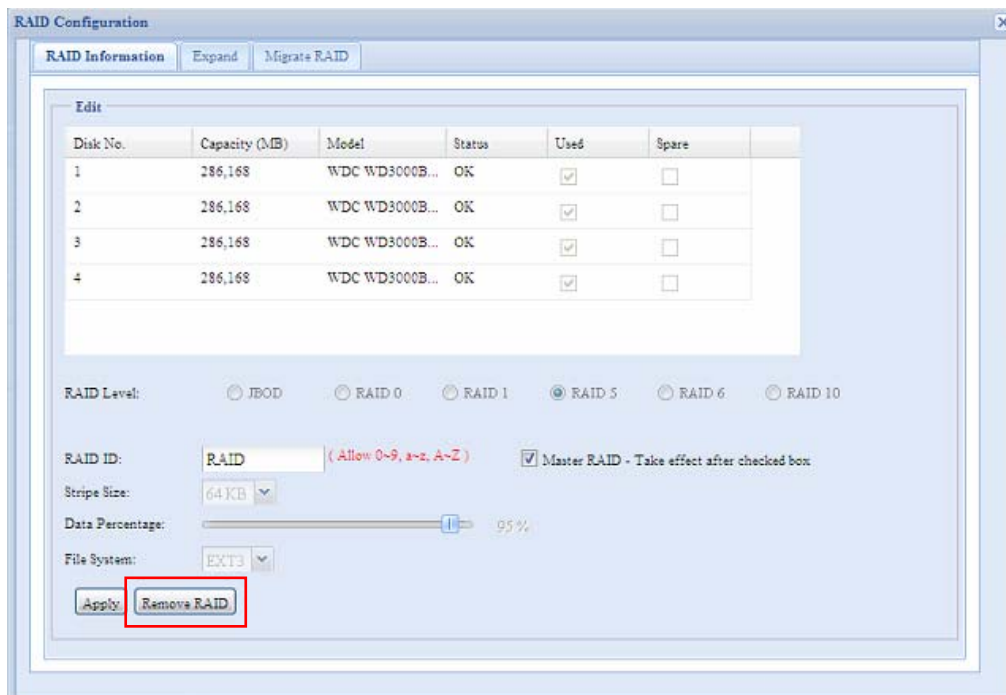 RAID Configuration
RAID Information Expand Migrate RAID
Edit
Disk No. Capacity (MB) Model Status Used Spare
1 286,168 WDC WD3000B... OK
2 286,168 WDC WD3000B... OK
3 286,168 WDC WD3000B... OK
4 286,168 WDC WD3000B... OK
RAID Level: JBOD RAID 0 RAID 1 RAID 5 RAID 6 RAID 10
RAID ID: RAID ( Allow 0~9, a~z, A~Z ) Master RAID - Take effect after checked box
Stripe Size: 64 KB
Data Percentage: 95 %
File System: EXT3
Apply Remove RAID